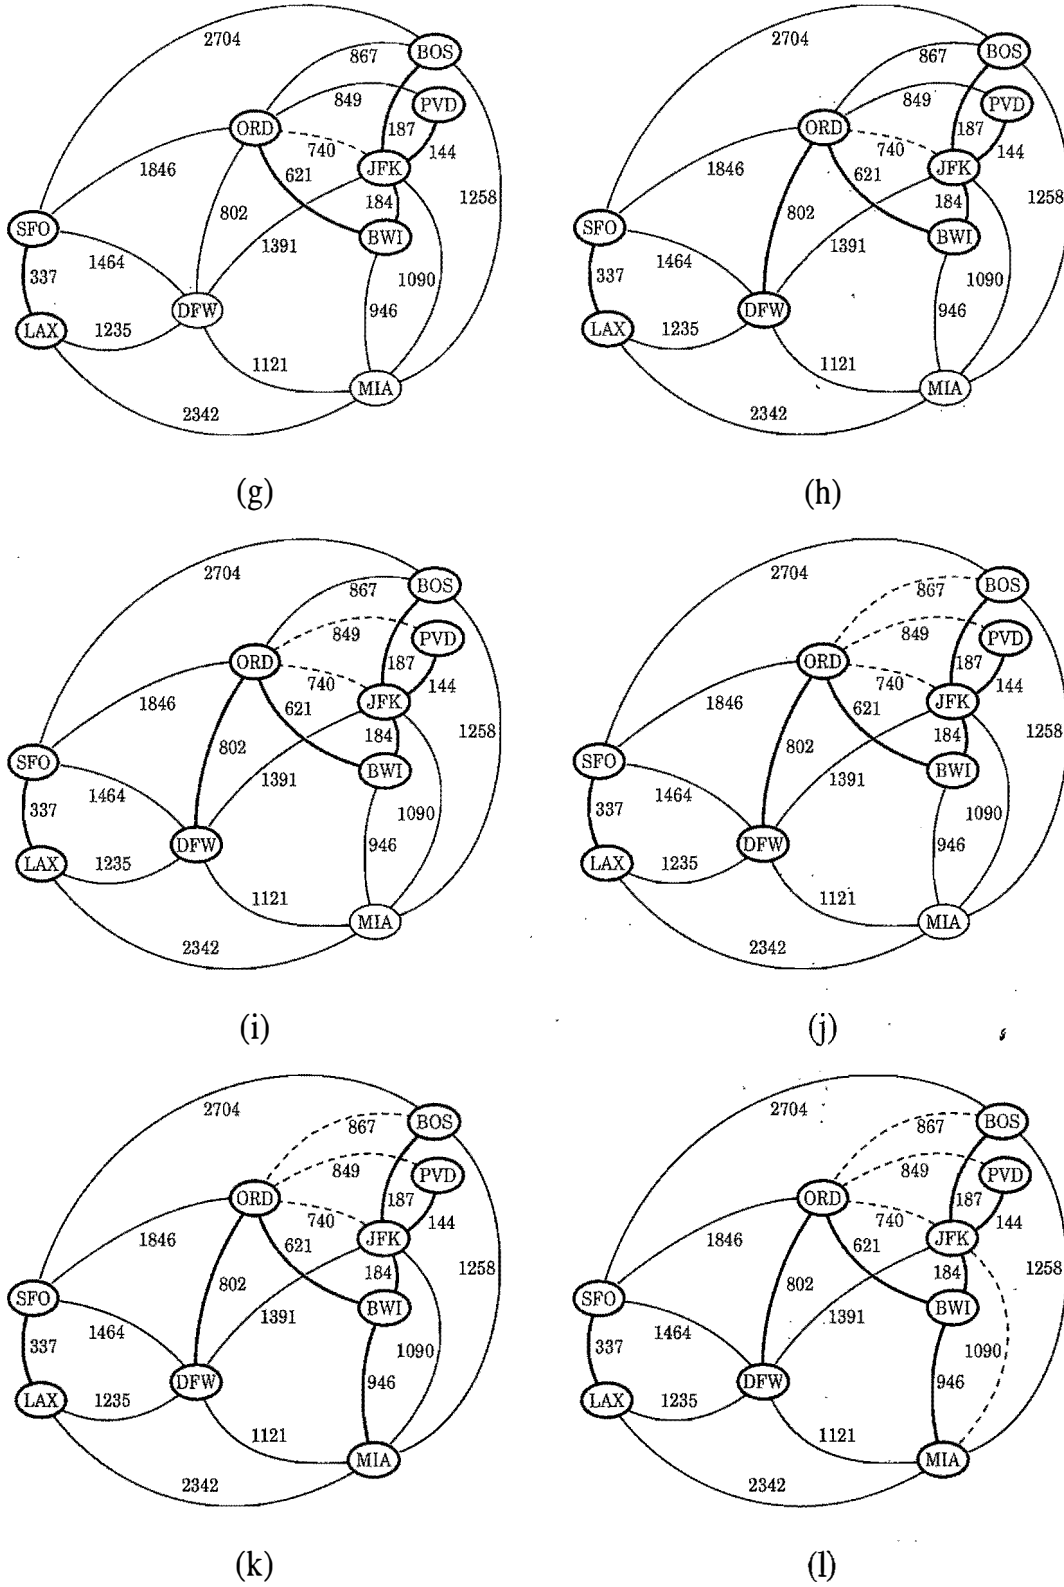 2704
867
BOS
849
PVD
ORD
187
740
JFK
144
1846
621
184
1258
802
BWI
SFO
1391
1464
337
1090
DFW
946
LAX
1235
1121
MIA
2342
(g)
2704
867
BOS
849
PVD
ORD
187
740
JFK
144
1846
621
184
1258
802
BWI
SFO
1391
1464
337
1090
DFW
946
LAX
1235
1121
MIA
2342
(h)
2704
867
BOS
849
PVD
ORD
187
740
JFK
144
1846
621
184
1258
802
BWI
SFO
1391
1464
337
1090
DFW
946
LAX
1235
1121
MIA
2342
(i)
2704
867
BOS
849
PVD
ORD
187
740
JFK
144
1846
621
184
1258
802
BWI
SFO
1391
1464
337
1090
DFW
946
LAX
1235
1121
MIA
2342
(j)
2704
867
BOS
849
PVD
ORD
187
740
JFK
144
1846
621
184
1258
802
BWI
SFO
1391
1464
337
1090
DFW
946
LAX
1235
1121
MIA
2342
(k)
2704
867
BOS
849
PVD
ORD
187
740
JFK
144
1846
621
184
1258
802
BWI
SFO
1391
1464
337
1090
DFW
946
LAX
1235
1121
MIA
2342
(l)